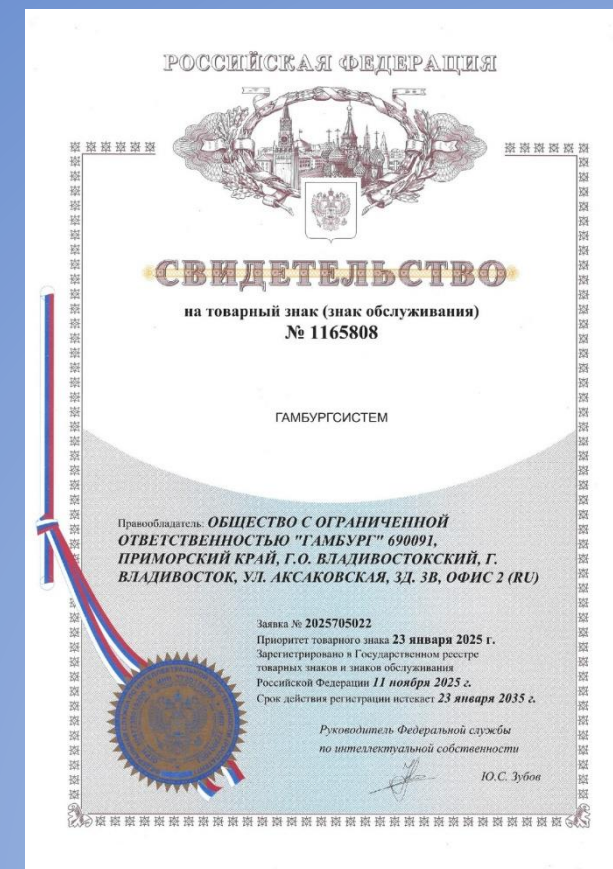 РОССИЙСКАЯ ФЕДЕРАЦИЯ
СВИДЕТЕЛЬСТВО
на товарный знак (знак обслуживания)
№ 1165808
ГАМБУРГСИСТЕМ
Правообладатель: ОБЩЕСТВО С ОГРАНИЧЕННОЙ
ОТВЕТСТВЕННОСТЬЮ "ГАМБУРГ" 690091,
ПРИМОРСКИЙ КРАЙ, Г.О. ВЛАДИВОСТОКСКИЙ, Г.
ВЛАДИВОСТОК, УЛ. АКСАКОВСКАЯ, ЗД. 3В, ОФИС 2 (RU)
Заявка № 2025705022
Приоритет товарного знака 23 января 2025 г.
Зарегистрировано в Государственном реестре
товарных знаков и знаков обслуживания
Российской Федерации 11 ноября 2025 г.
Срок действия регистрации истекает 23 января 2035 г.
Руководитель Федеральной службы
по интеллектуальной собственности
Ю.С. Зубов